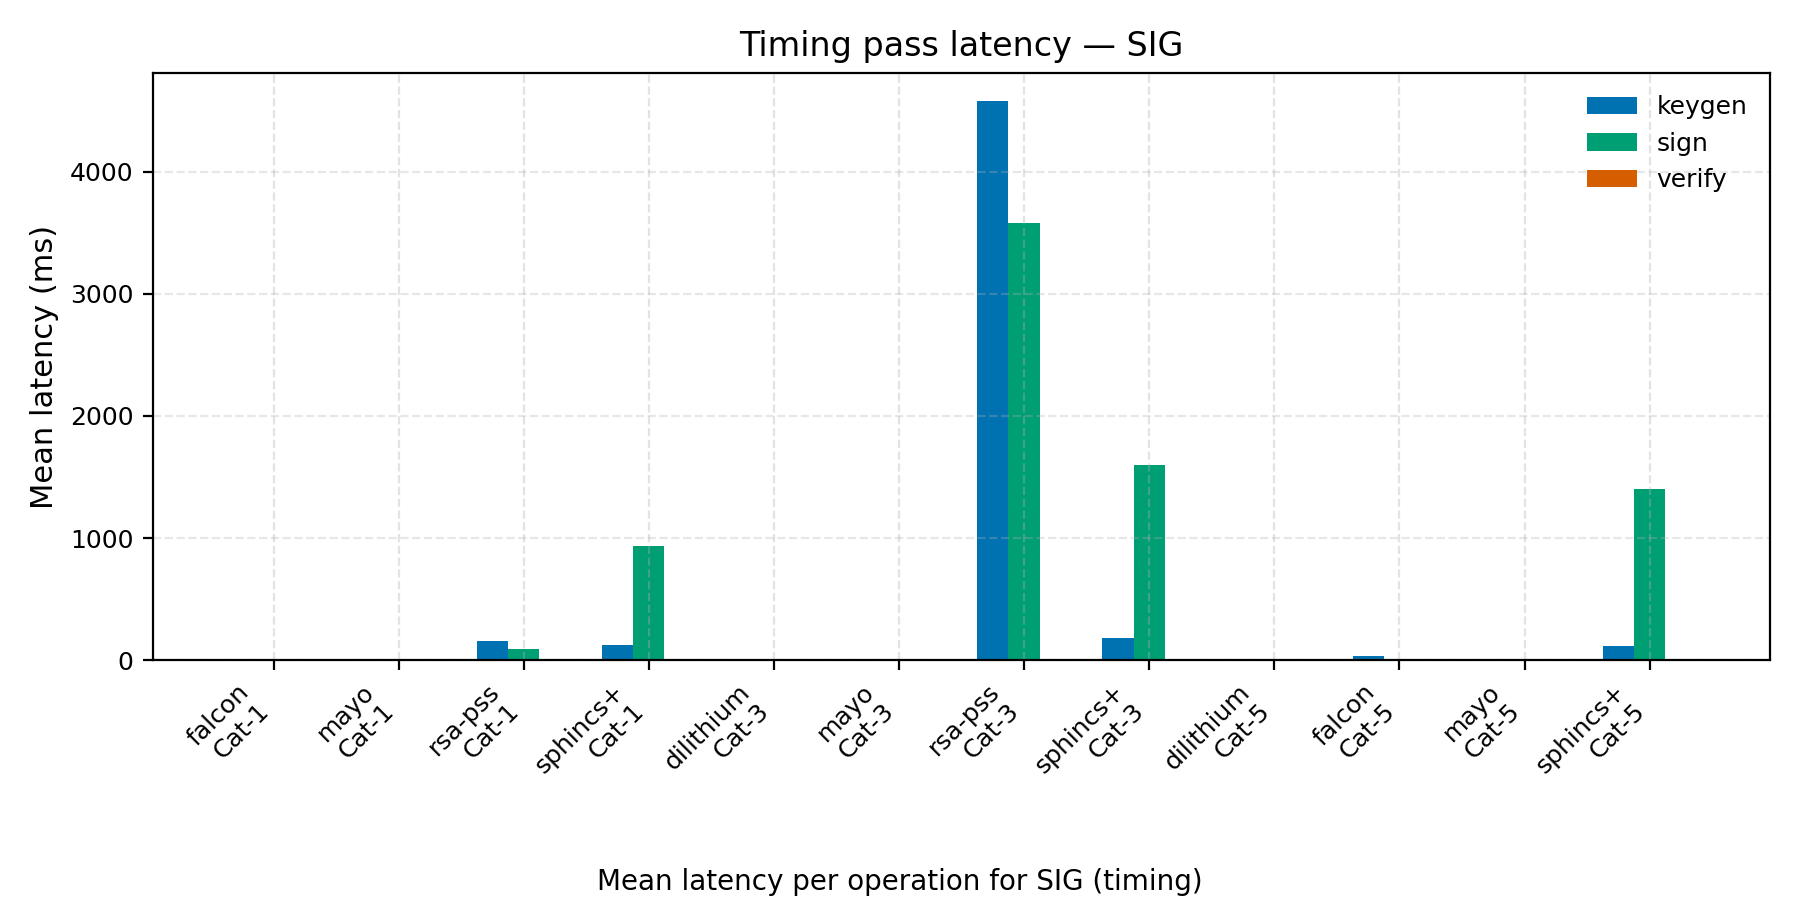 Timing pass latency — SIG
Mean latency (ms)
4000
3000
2000
1000
0
keygen
sign
verify
falcon
Cat-1
mayo
Cat-1
rsa-pss
Cat-1
sphincs+
Cat-1
dilithium
Cat-3
mayo
Cat-3
rsa-pss
Cat-3
sphincs+
Cat-3
dilithium
Cat-5
falcon
Cat-5
mayo
Cat-5
sphincs+
Cat-5
Mean latency per operation for SIG (timing)